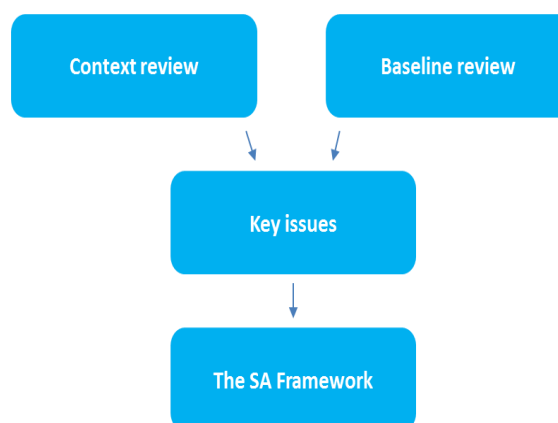 Context review
Baseline review
Key issues
The SA Framework